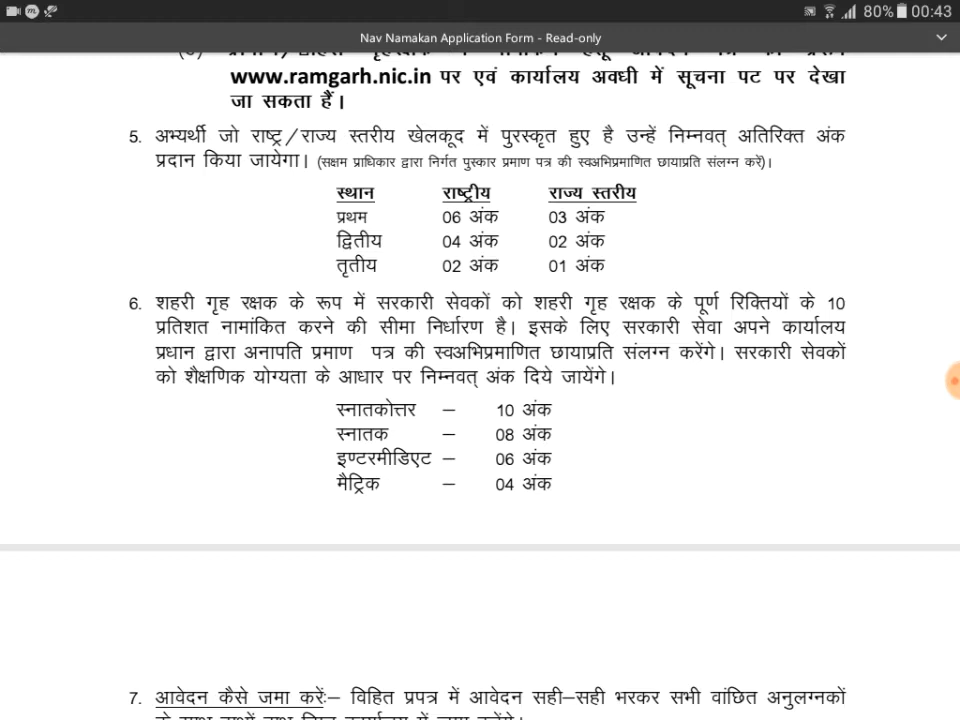 80% 00:43
Nav Namakan Application Form - Read-only
www.ramgarh.nic.in पर एवं कार्यालय अवधी में सूचना पट पर देखा
जा सकता हैं।
5. अभ्यर्थी जो राष्ट्र/राज्य स्तरीय खेलकूद में पुरस्कृत हुए है उन्हें निम्नवत् अतिरिक्त अंक
प्रदान किया जायेगा। (सक्षम प्राधिकार द्वारा निर्गत पुस्कार प्रमाण पत्र की स्वअभिप्रमाणित छायाप्रति संलग्न करें)।
स्थान राष्ट्रीय राज्य स्तरीय
प्रथम 06 अंक 03 अंक
द्वितीय 04 अंक 02 अंक
तृतीय 02 अंक 01 अंक
6. शहरी गृह रक्षक के रूप में सरकारी सेवकों को शहरी गृह रक्षक के पूर्ण रिक्तियों के 10
प्रतिशत नामांकित करने की सीमा निर्धारण है। इसके लिए सरकारी सेवा अपने कार्यालय
प्रधान द्वारा अनापति प्रमाण पत्र की स्वअभिप्रमाणित छायाप्रति संलग्न करेंगे। सरकारी सेवकों
को शैक्षणिक योग्यता के आधार पर निम्नवत् अंक दिये जायेंगे।
स्नातकोत्तर – 10 अंक
स्नातक – 08 अंक
इण्टरमीडिएट – 06 अंक
मैट्रिक – 04 अंक
7. आवेदन कैसे जमा करेंः– विहित प्रपत्र में आवेदन सही–सही भरकर सभी वांछित अनुलग्नकों